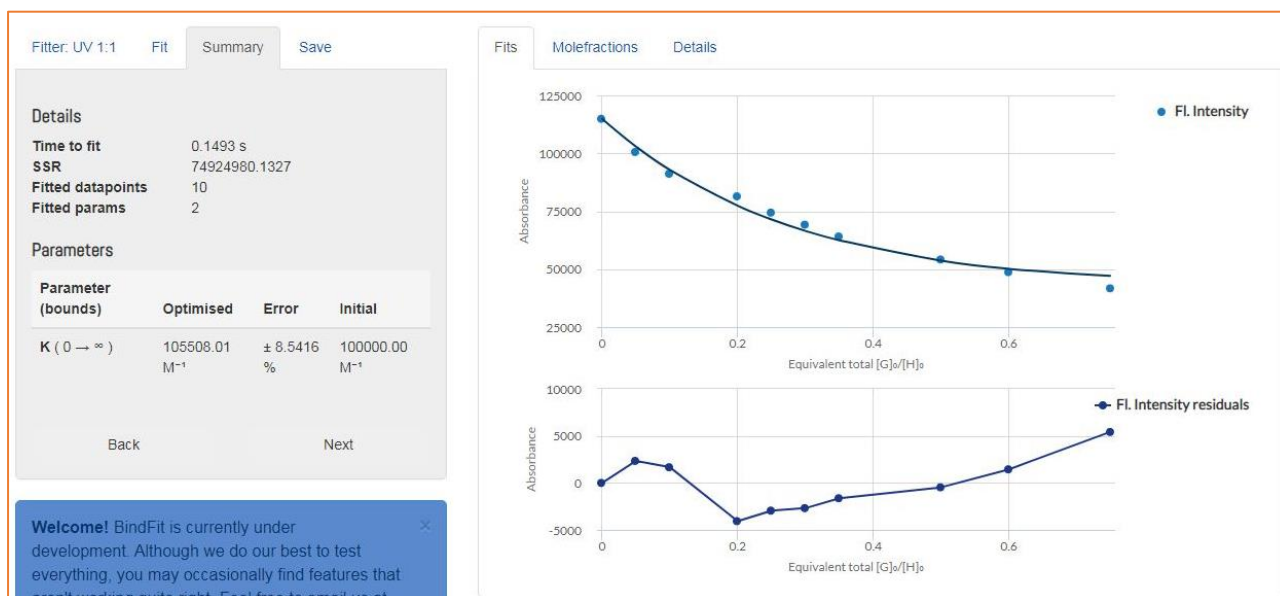 Fitter: UV 1:1 Fit Summary Save
Details
Time to fit 0.1493 s
SSR 74924980.1327
Fitted datapoints 10
Fitted params 2
Parameters
Parameter (bounds) Optimised Error Initial
K ( 0 → ∞ ) 105508.01 M⁻¹ ± 8.5416 % 100000.00 M⁻¹
Back Next
Welcome! BindFit is currently under
development. Although we do our best to test
everything, you may occasionally find features that
Fits Molefractions Details
125000
100000
75000
50000
25000
Absorbance
0 0.2 0.4 0.6
Equivalent total [G]₀/[H]₀
Fl. Intensity
10000
5000
0
-5000
Absorbance
0 0.2 0.4 0.6
Equivalent total [G]₀/[H]₀
Fl. Intensity residuals